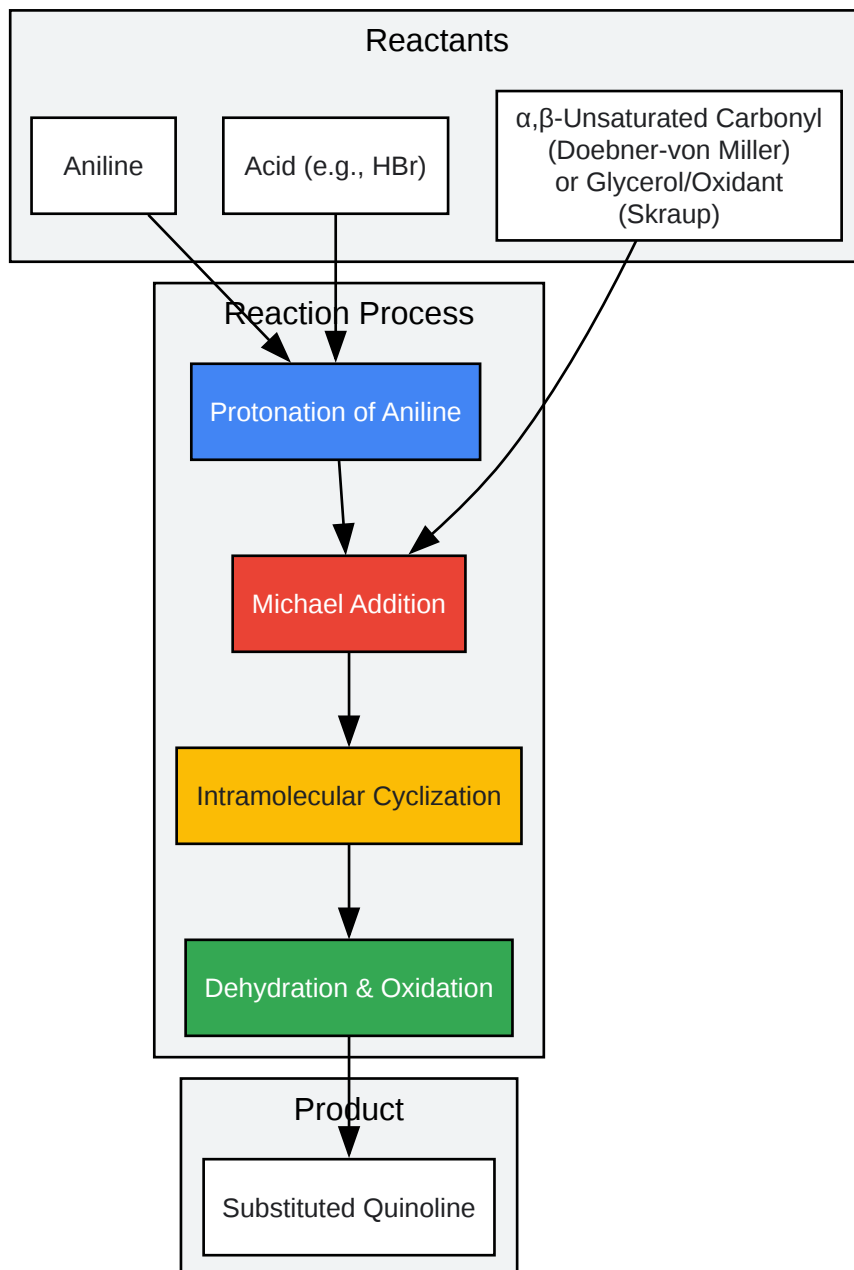 Reactants
Aniline
Acid (e.g., HBr)
α,β-Unsaturated Carbonyl
(Doebner-von Miller)
or Glycerol/Oxidant
(Skraup)
Reaction Process
Protonation of Aniline
Michael Addition
Intramolecular Cyclization
Dehydration & Oxidation
Product
Substituted Quinoline